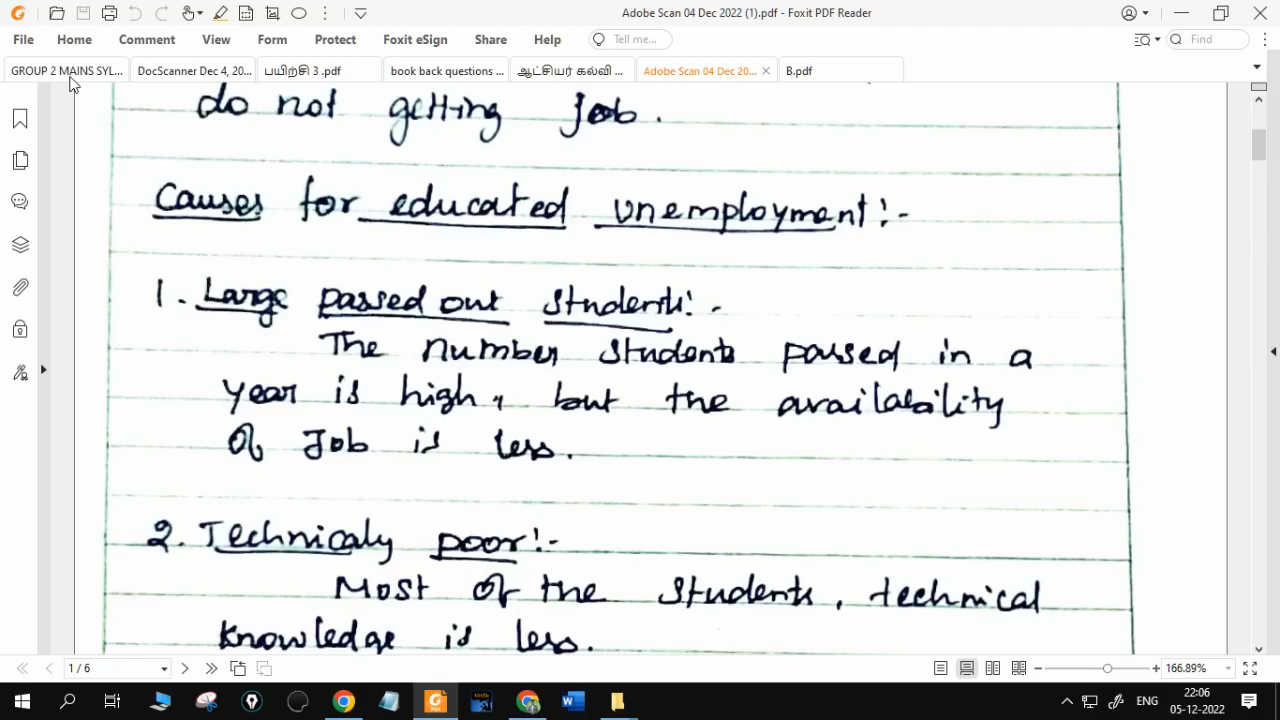 Adobe Scan 04 Dec 2022 (1).pdf - Foxit PDF Reader
File Home Comment View Form Protect Foxit eSign Share Help Tell me... Find
GROUP 2 MAINS SYL... DocScanner Dec 4, 20... பயிற்சி 3 .pdf book back questions ... ஆட்சியர் கல்வி ... Adobe Scan 04 Dec 20... B.pdf
do not getting Job.
Causes for educated unemployment:-
1. Large passed out students:-
The number students passed in a
year is high, but the availability
of Job is less.
2. Technicaly poor:-
Most of the students, technical
knowledge is less.
1 / 6 166.89%
ENG 22:06
05-12-2022